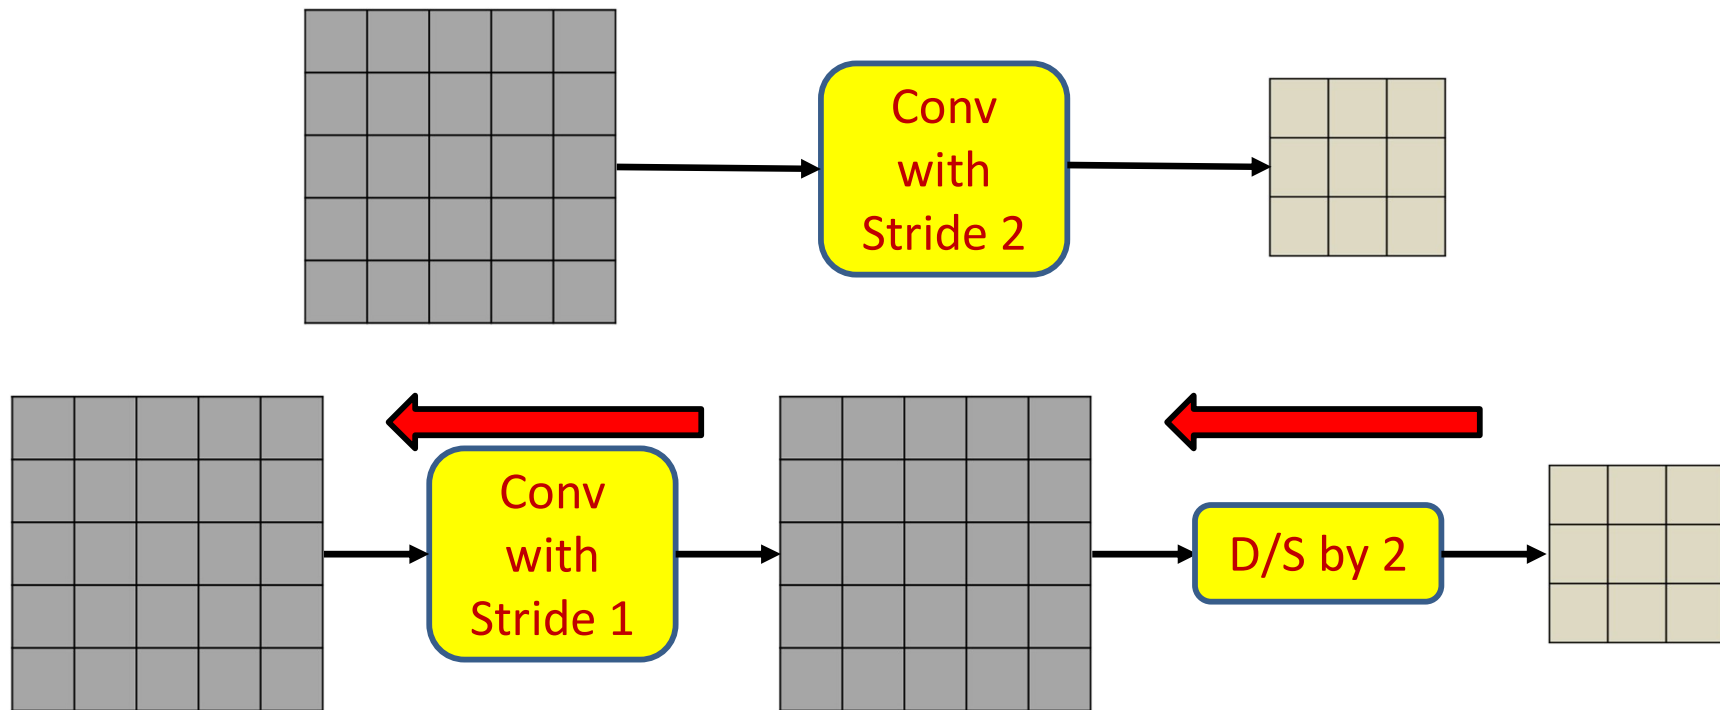 Conv
with
Stride 2
Conv
with
Stride 1
D/S by 2